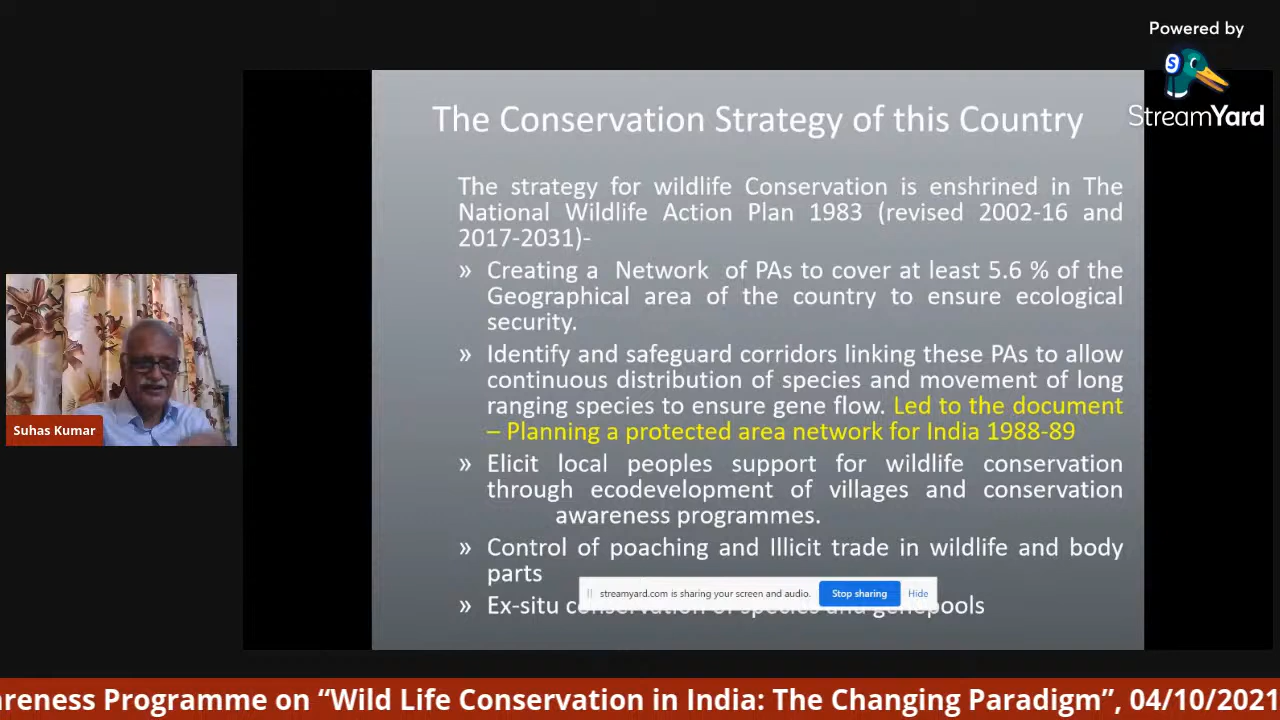 Powered by
StreamYard
The Conservation Strategy of this Country
The strategy for wildlife Conservation is enshrined in The
National Wildlife Action Plan 1983 (revised 2002-16 and
2017-2031)-
» Creating a Network of PAs to cover at least 5.6 % of the
Geographical area of the country to ensure ecological
security.
» Identify and safeguard corridors linking these PAs to allow
continuous distribution of species and movement of long
ranging species to ensure gene flow. Led to the document
– Planning a protected area network for India 1988-89
» Elicit local peoples support for wildlife conservation
through ecodevelopment of villages and conservation
awareness programmes.
» Control of poaching and Illicit trade in wildlife and body
parts
» Ex-situ conservation of species and gene pools
streamyard.com is sharing your screen and audio. Stop sharing Hide
Suhas Kumar
areness Programme on “Wild Life Conservation in India: The Changing Paradigm”, 04/10/2021